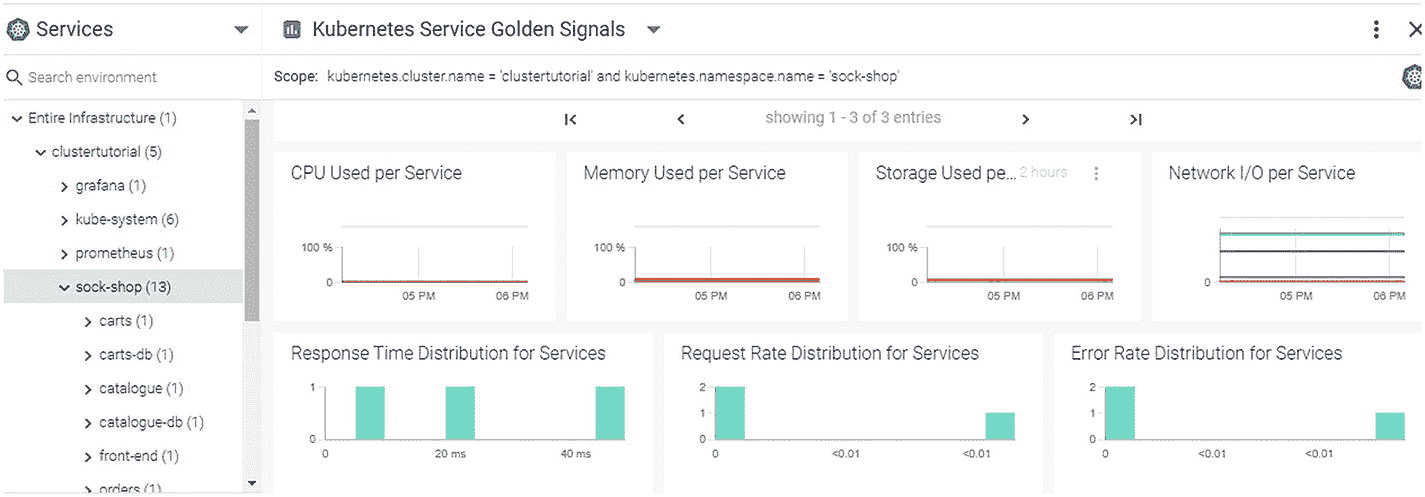 Services
Kubernetes Service Golden Signals
Search environment
Scope: kubernetes.cluster.name = 'clustertutorial' and kubernetes.namespace.name = 'sock-shop'
Entire Infrastructure (1)
clustertutorial (5)
grafana (1)
kube-system (6)
prometheus (1)
sock-shop (13)
carts (1)
carts-db (1)
catalogue (1)
catalogue-db (1)
front-end (1)
orders (1)
showing 1 - 3 of 3 entries
CPU Used per Service
100 %
0
05 PM 06 PM
Memory Used per Service
100 %
0
05 PM 06 PM
Storage Used pe... 2 hours
100 %
0
05 PM 06 PM
Network I/O per Service
0
05 PM 06 PM
Response Time Distribution for Services
1
0
0 20 ms 40 ms
Request Rate Distribution for Services
2
1
0
0 <0.01 <0.01
Error Rate Distribution for Services
2
1
0
0 <0.01 <0.01